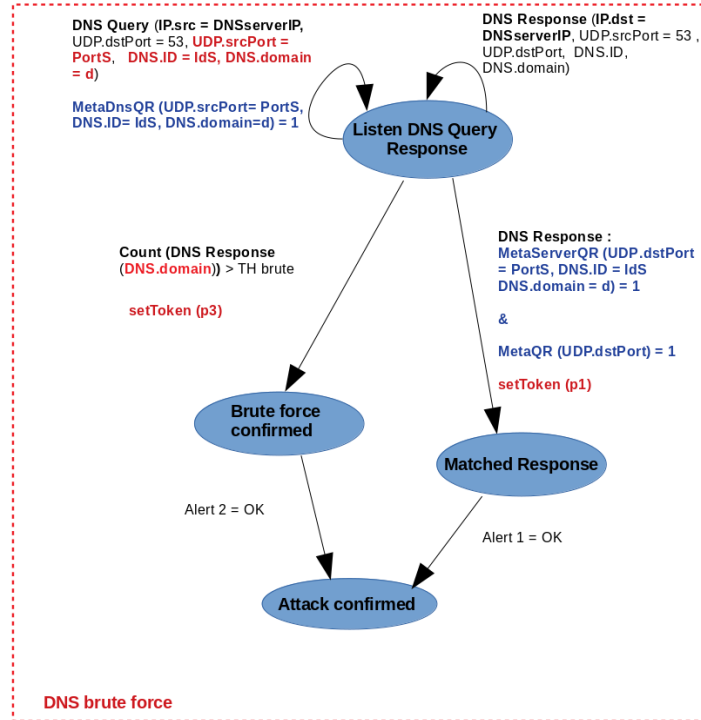 DNS Query (IP.src = DNSserverIP,
UDP.dstPort = 53, UDP.srcPort =
PortS, DNS.ID = IdS, DNS.domain
= d)
MetaDnsQR (UDP.srcPort= PortS,
DNS.ID= IdS, DNS.domain=d) = 1
DNS Response (IP.dst =
DNSserverIP, UDP.srcPort = 53 ,
UDP.dstPort, DNS.ID,
DNS.domain)
Listen DNS Query
Response
Count (DNS Response
(DNS.domain)) > TH brute
setToken (p3)
DNS Response :
MetaServerQR (UDP.dstPort
= PortS, DNS.ID = IdS
DNS.domain = d) = 1
&
MetaQR (UDP.dstPort) = 1
setToken (p1)
Brute force
confirmed
Matched Response
Alert 2 = OK
Alert 1 = OK
Attack confirmed
DNS brute force